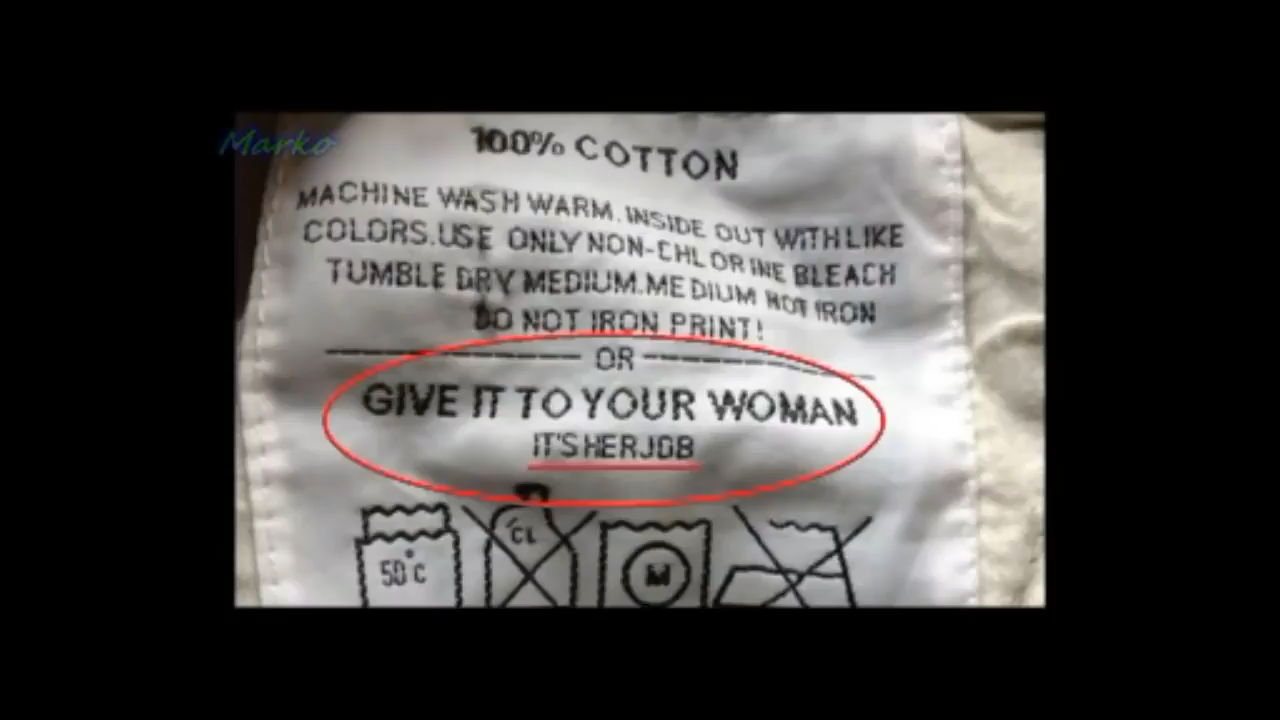 Marko
100% COTTON
MACHINE WASH WARM. INSIDE OUT WITH LIKE
COLORS.USE ONLY NON-CHLORINE BLEACH
TUMBLE DRY MEDIUM.MEDIUM HOT IRON
DO NOT IRON PRINT!
OR
GIVE IT TO YOUR WOMAN
IT'S HER JOB
50°C
CL
M